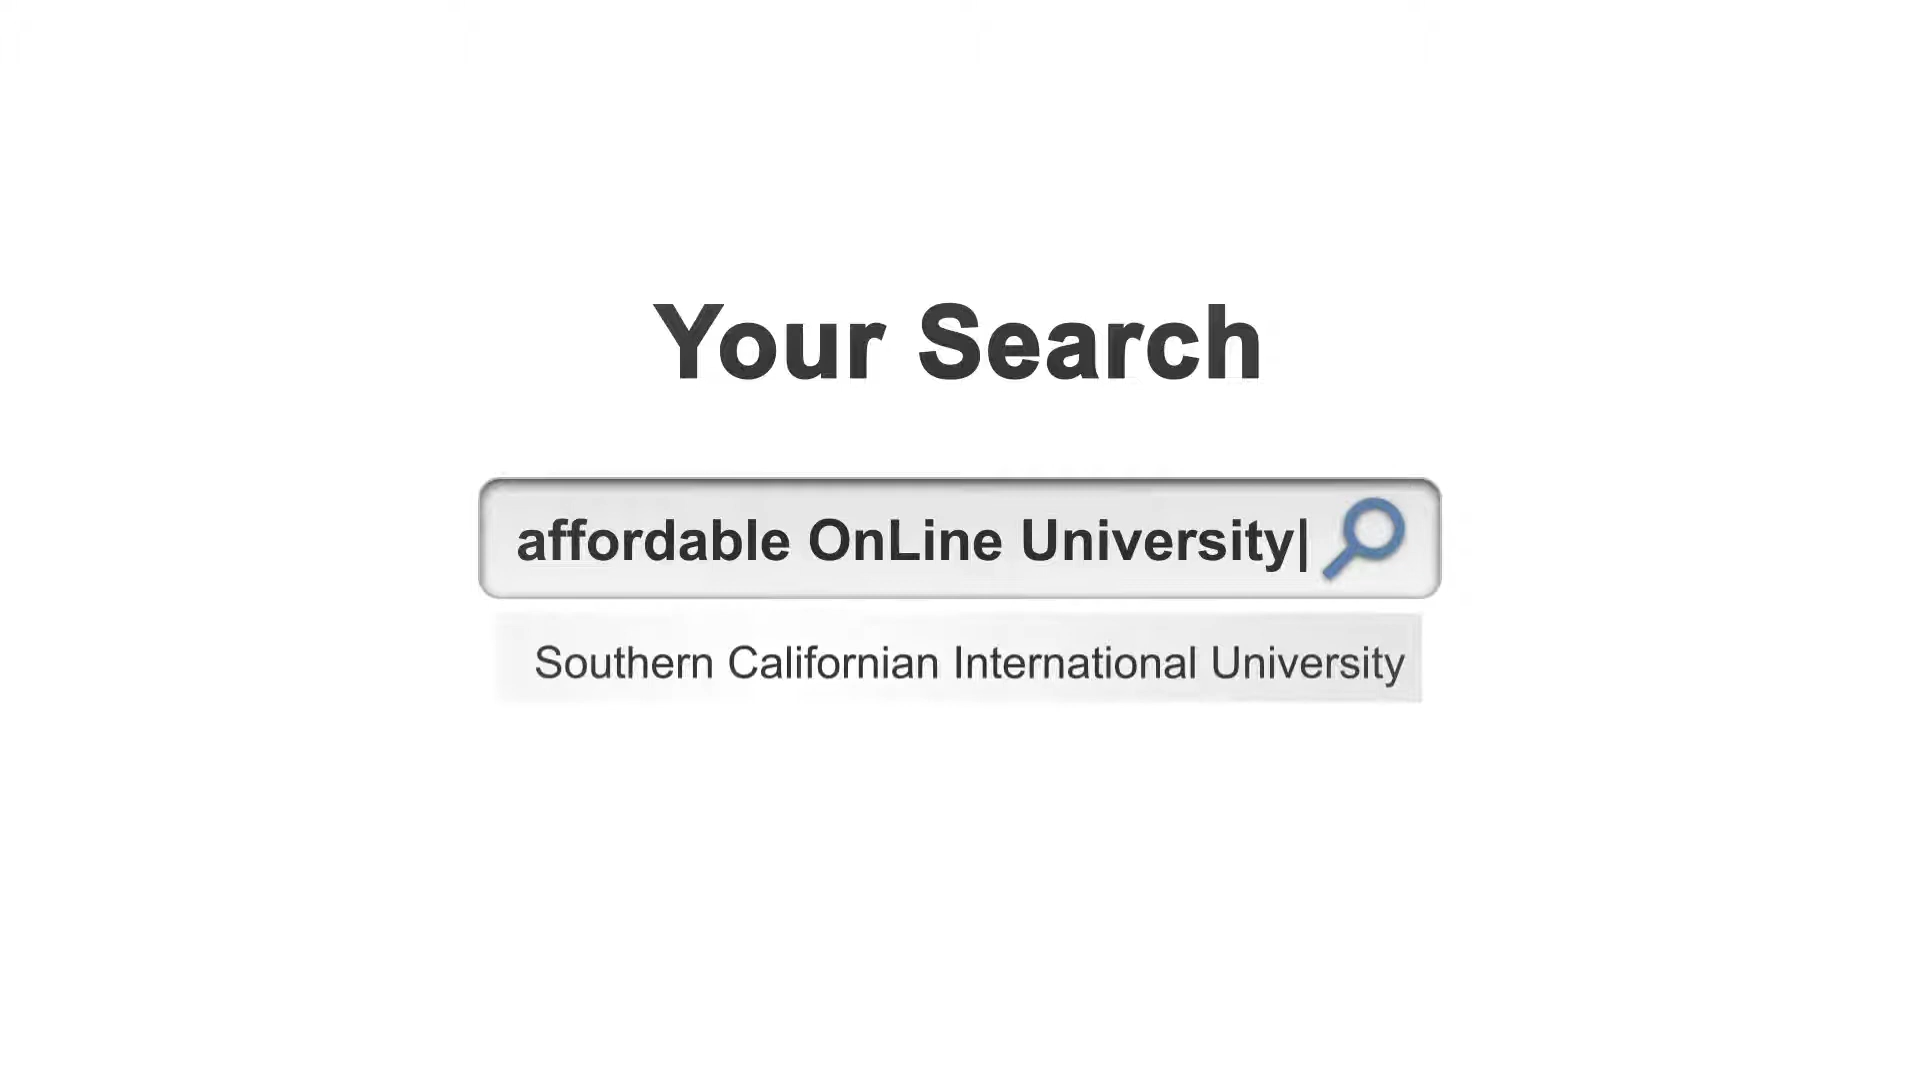 Your Search
affordable OnLine University|
Southern Californian International University